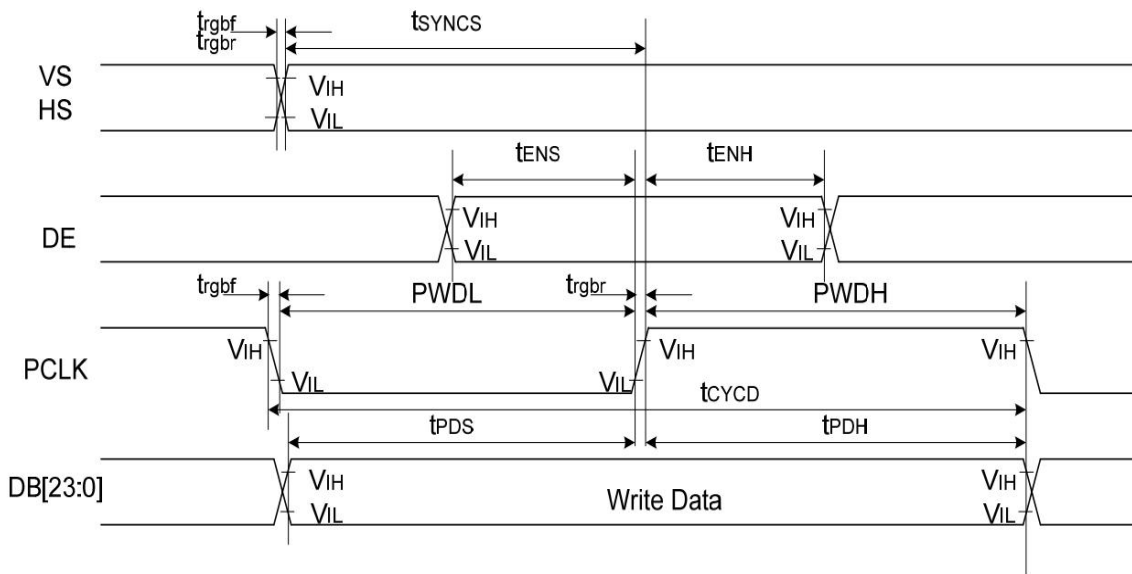 trgbf
trgbr
tSYNCS
VS
HS
VIH
VIL
tENS
tENH
DE
VIH
VIL
VIH
VIL
trgbf
PWDL
trgbr
PWDH
PCLK
VIH
VIL
VIL
VIH
VIH
tCYCD
tPDS
tPDH
DB[23:0]
VIH
VIL
Write Data
VIH
VIL